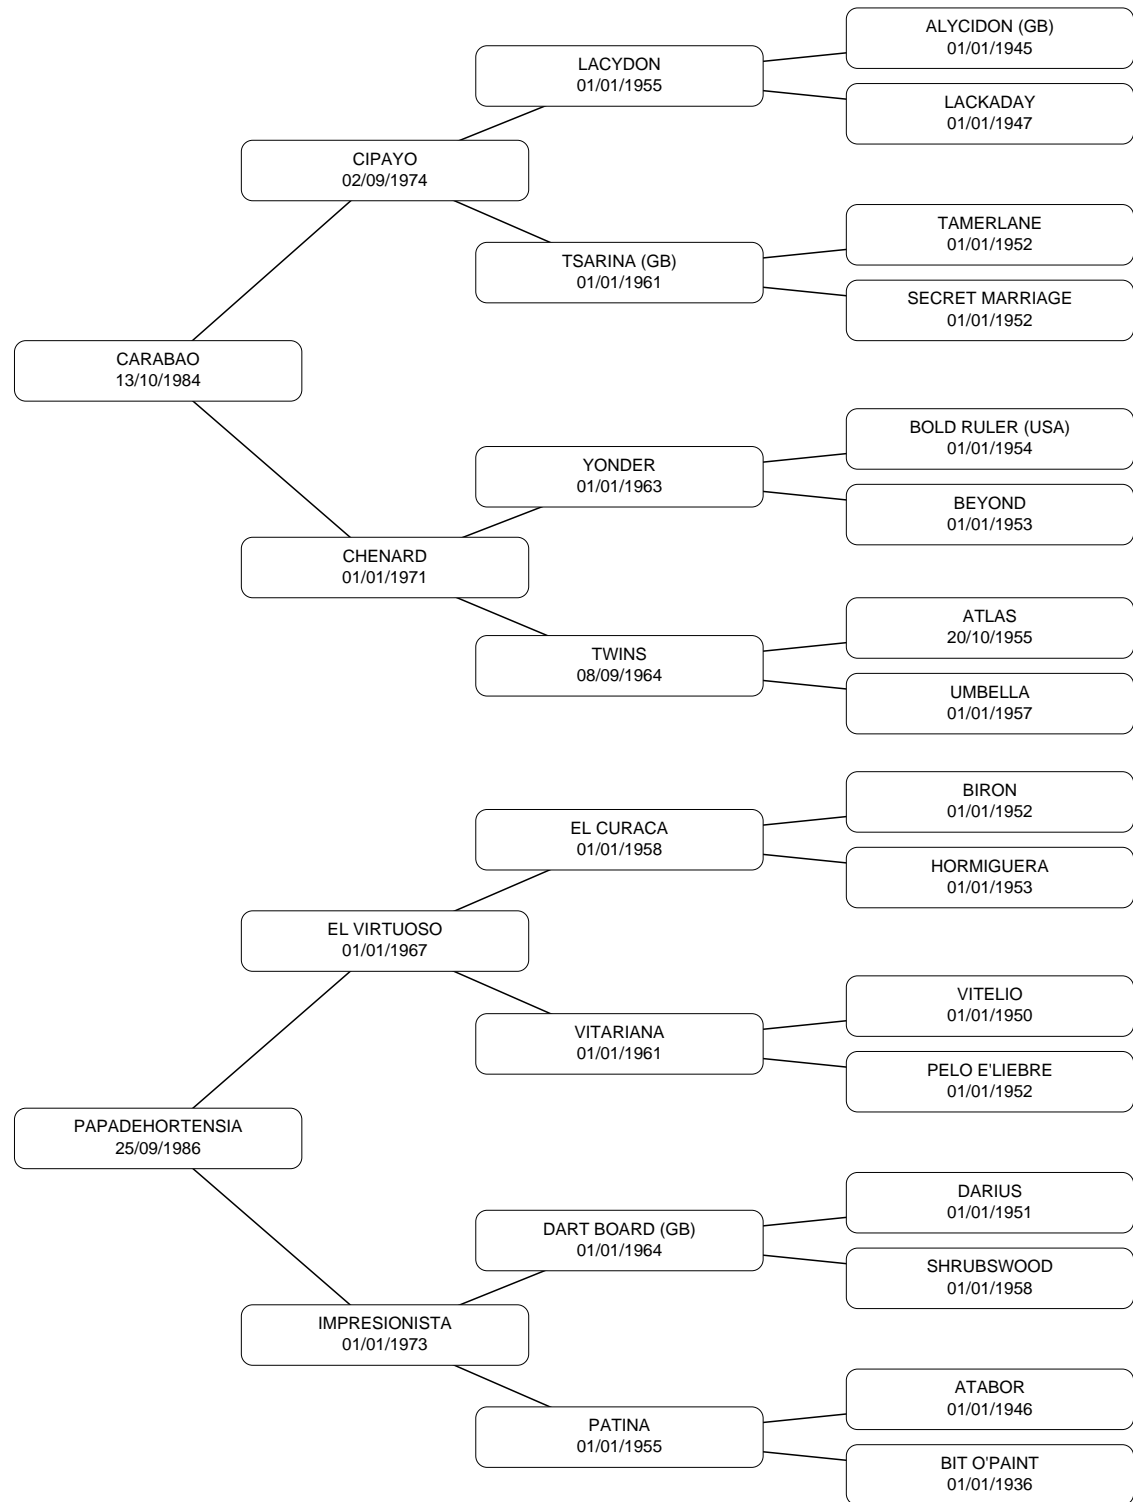 ALYCIDON (GB)
01/01/1945
LACYDON
01/01/1955
LACKADAY
01/01/1947
CIPAYO
02/09/1974
TAMERLANE
01/01/1952
TSARINA (GB)
01/01/1961
SECRET MARRIAGE
01/01/1952
CARABAO
13/10/1984
BOLD RULER (USA)
01/01/1954
YONDER
01/01/1963
BEYOND
01/01/1953
CHENARD
01/01/1971
ATLAS
20/10/1955
TWINS
08/09/1964
UMBELLA
01/01/1957
BIRON
01/01/1952
EL CURACA
01/01/1958
HORMIGUERA
01/01/1953
EL VIRTUOSO
01/01/1967
VITELIO
01/01/1950
VITARIANA
01/01/1961
PELO E'LIEBRE
01/01/1952
PAPADEHORTENSIA
25/09/1986
DARIUS
01/01/1951
DART BOARD (GB)
01/01/1964
SHRUBSWOOD
01/01/1958
IMPRESIONISTA
01/01/1973
ATABOR
01/01/1946
PATINA
01/01/1955
BIT O'PAINT
01/01/1936